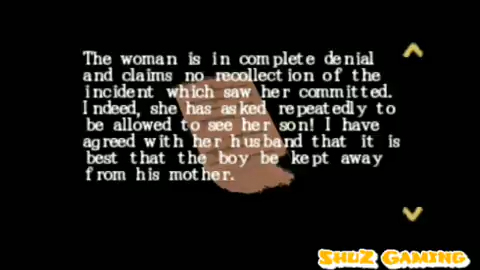 The woman is in complete denial
and claims no recollection of the
incident which saw her committed.
Indeed, she has asked repeatedly to
be allowed to see her son! I have
agreed with her husband that it is
best that the boy be kept away
from his mother.
ShuZ Gaming